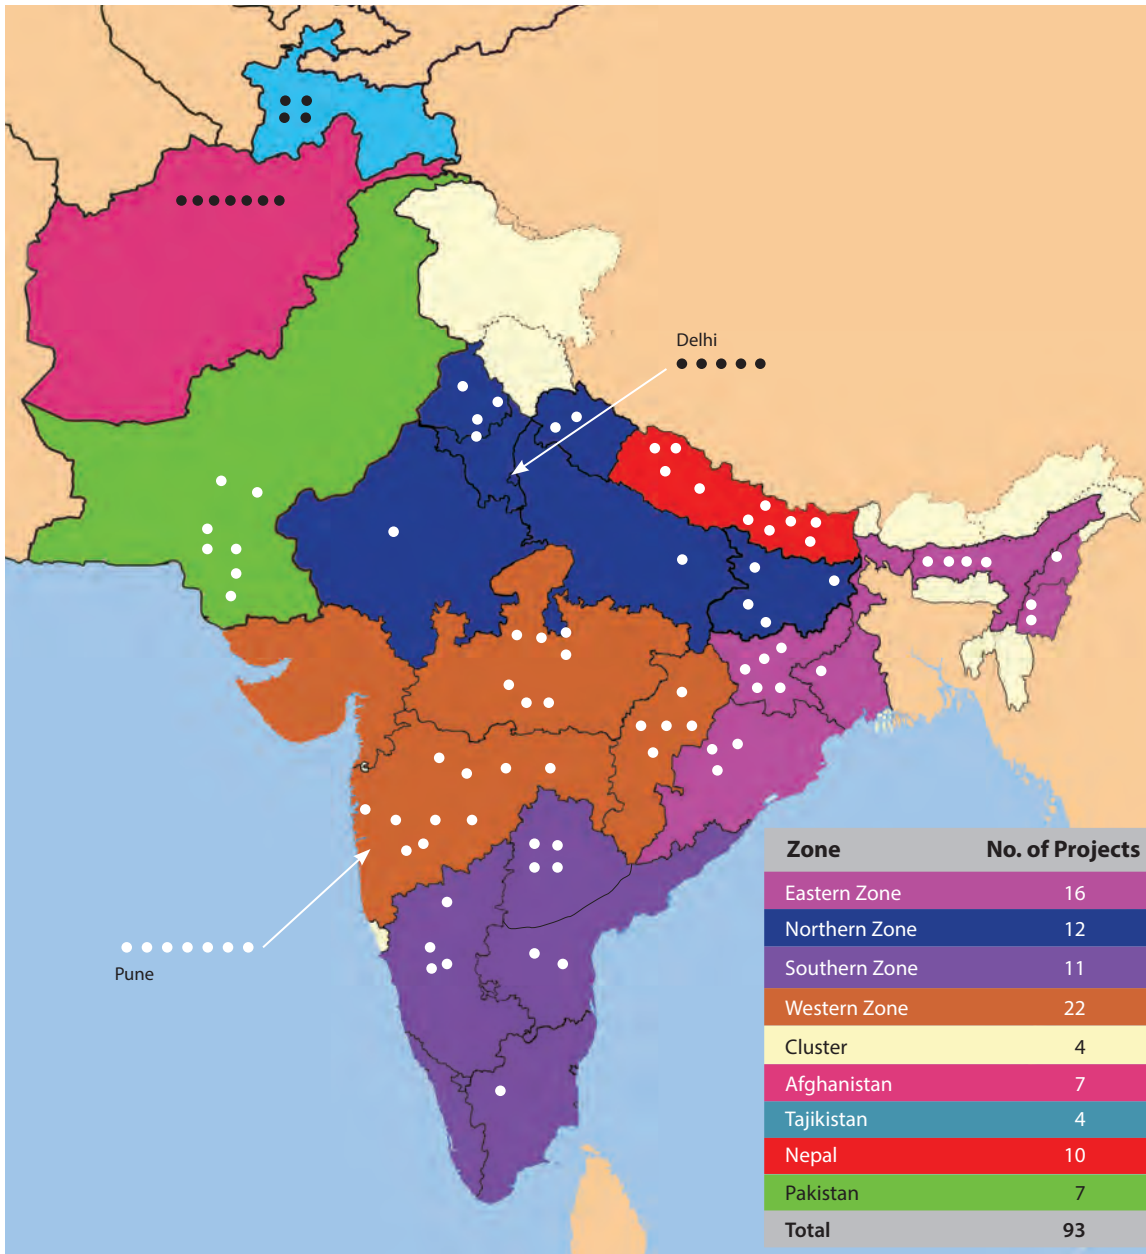 Delhi
Pune
Zone No. of Projects
Eastern Zone 16
Northern Zone 12
Southern Zone 11
Western Zone 22
Cluster 4
Afghanistan 7
Tajikistan 4
Nepal 10
Pakistan 7
Total 93